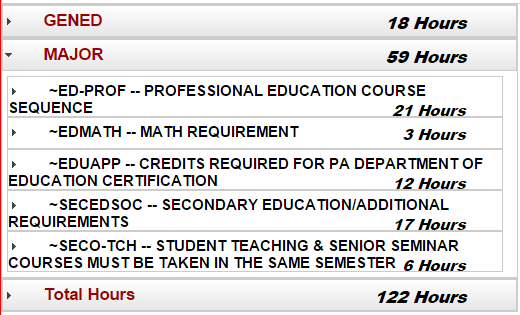 GENED 18 Hours
MAJOR 59 Hours
~ED-PROF -- PROFESSIONAL EDUCATION COURSE
SEQUENCE 21 Hours
~EDMATH -- MATH REQUIREMENT 3 Hours
~EDUAPP -- CREDITS REQUIRED FOR PA DEPARTMENT OF
EDUCATION CERTIFICATION 12 Hours
~SECEDSOC -- SECONDARY EDUCATION/ADDITIONAL
REQUIREMENTS 17 Hours
~SECO-TCH -- STUDENT TEACHING & SENIOR SEMINAR
COURSES MUST BE TAKEN IN THE SAME SEMESTER 6 Hours
Total Hours 122 Hours